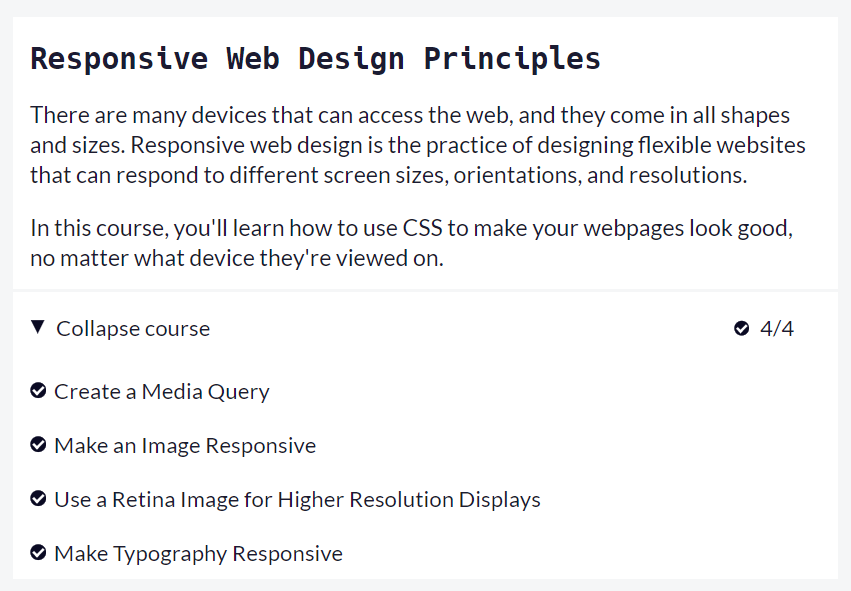 Responsive Web Design Principles
There are many devices that can access the web, and they come in all shapes
and sizes. Responsive web design is the practice of designing flexible websites
that can respond to different screen sizes, orientations, and resolutions.
In this course, you'll learn how to use CSS to make your webpages look good,
no matter what device they're viewed on.
Collapse course 4/4
Create a Media Query
Make an Image Responsive
Use a Retina Image for Higher Resolution Displays
Make Typography Responsive